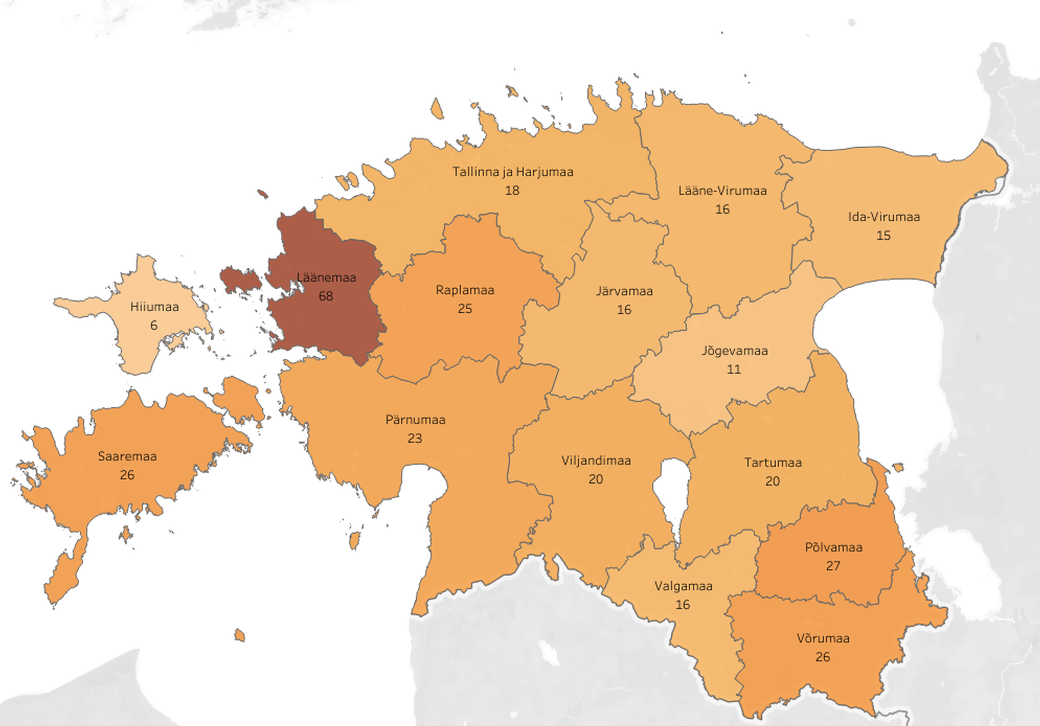 Tallinna ja Harjumaa
18
Lääne-Virumaa
16
Ida-Virumaa
15
Läänemaa
68
Hiiumaa
6
Raplamaa
25
Järvamaa
16
Jõgevamaa
11
Pärnumaa
23
Saaremaa
26
Viljandimaa
20
Tartumaa
20
Põlvamaa
27
Valgamaa
16
Võrumaa
26